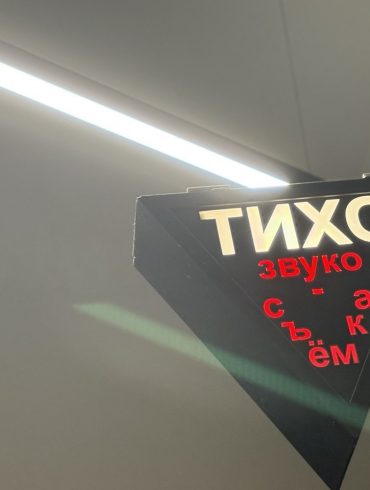 ТИХО
звуко
с - а
ъ к
ём